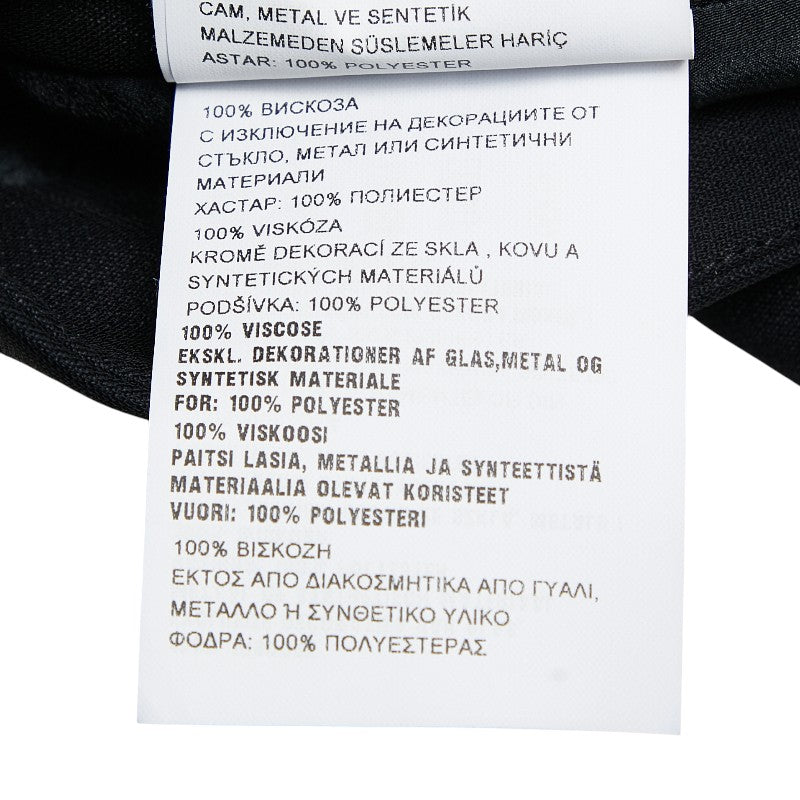 CAM, METAL VE SENTETİK
MALZEMEDEN SÜSLEMELER HARİÇ
ASTAR: 100% POLYESTER
100% ВИСКОЗА
С ИЗКЛЮЧЕНИЕ НА ДЕКОРАЦИИТЕ ОТ
СТЪКЛО, МЕТАЛ ИЛИ СИНТЕТИЧНИ
МАТЕРИАЛИ
ХАСТАР: 100% ПОЛИЕСТЕР
100% VISKÓZA
KROMĚ DEKORACÍ ZE SKLA , KOVU A
SYNTETICKÝCH MATERIÁLŮ
PODŠÍVKA: 100% POLYESTER
100% VISCOSE
EKSKL. DEKORATIONER AF GLAS,METAL OG
SYNTETISK MATERIALE
FOR: 100% POLYESTER
100% VISKOOSI
PAITSI LASIA, METALLIA JA SYNTEETTISTÄ
MATERIAALIA OLEVAT KORISTEET
VUORI: 100% POLYESTERI
100% ΒΙΣΚΟΖΗ
ΕΚΤΟΣ ΑΠΟ ΔΙΑΚΟΣΜΗΤΙΚΑ ΑΠΟ ΓΥΑΛΙ,
ΜΕΤΑΛΛΟ Ή ΣΥΝΘΕΤΙΚΟ ΥΛΙΚΟ
ΦΟΔΡΑ: 100% ΠΟΛΥΕΣΤΕΡΑΣ